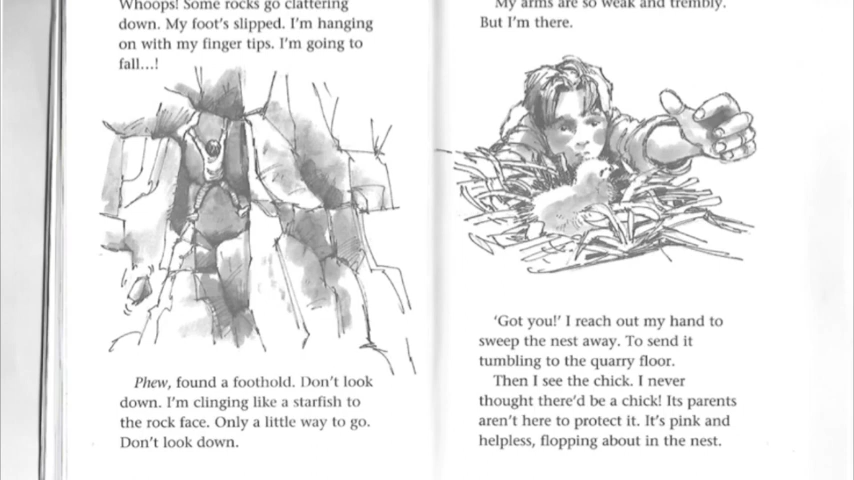 Whoops! Some rocks go clattering
down. My foot's slipped. I'm hanging
on with my finger tips. I'm going to
fall...!
Phew, found a foothold. Don't look
down. I'm clinging like a starfish to
the rock face. Only a little way to go.
Don't look down.
My arms are so weak and trembly.
But I'm there.
'Got you!' I reach out my hand to
sweep the nest away. To send it
tumbling to the quarry floor.
Then I see the chick. I never
thought there'd be a chick! Its parents
aren't here to protect it. It's pink and
helpless, flopping about in the nest.